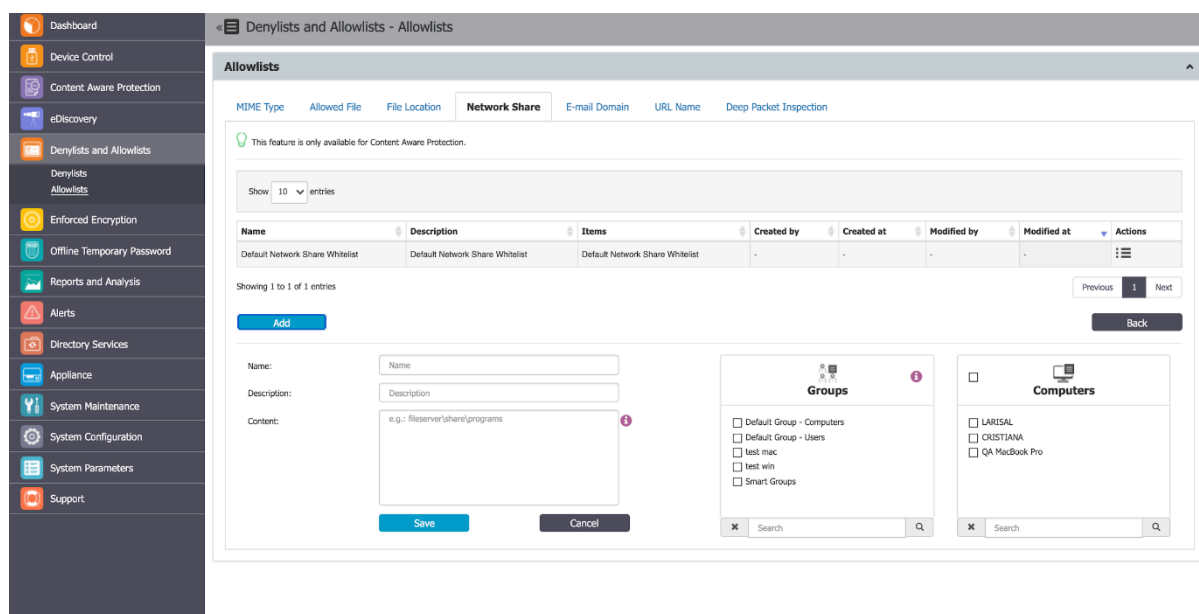 Dashboard
Device Control
Content Aware Protection
eDiscovery
Denylists and Allowlists
Denylists
Allowlists
Enforced Encryption
Offline Temporary Password
Reports and Analysis
Alerts
Directory Services
Appliance
System Maintenance
System Configuration
System Parameters
Support
« Denylists and Allowlists - Allowlists
Allowlists
MIME Type Allowed File File Location Network Share E-mail Domain URL Name Deep Packet Inspection
This feature is only available for Content Aware Protection.
Show 10 entries
Name Description Items Created by Created at Modified by Modified at Actions
Default Network Share Whitelist Default Network Share Whitelist Default Network Share Whitelist - - - -
Showing 1 to 1 of 1 entries
Previous 1 Next
Add Back
Name: Name
Description: Description
Content: e.g.: fileserver\share\programs
Save Cancel
Groups
Default Group - Computers
Default Group - Users
test mac
test win
Smart Groups
Search
Computers
LARISAL
CRISTIANA
QA MacBook Pro
Search